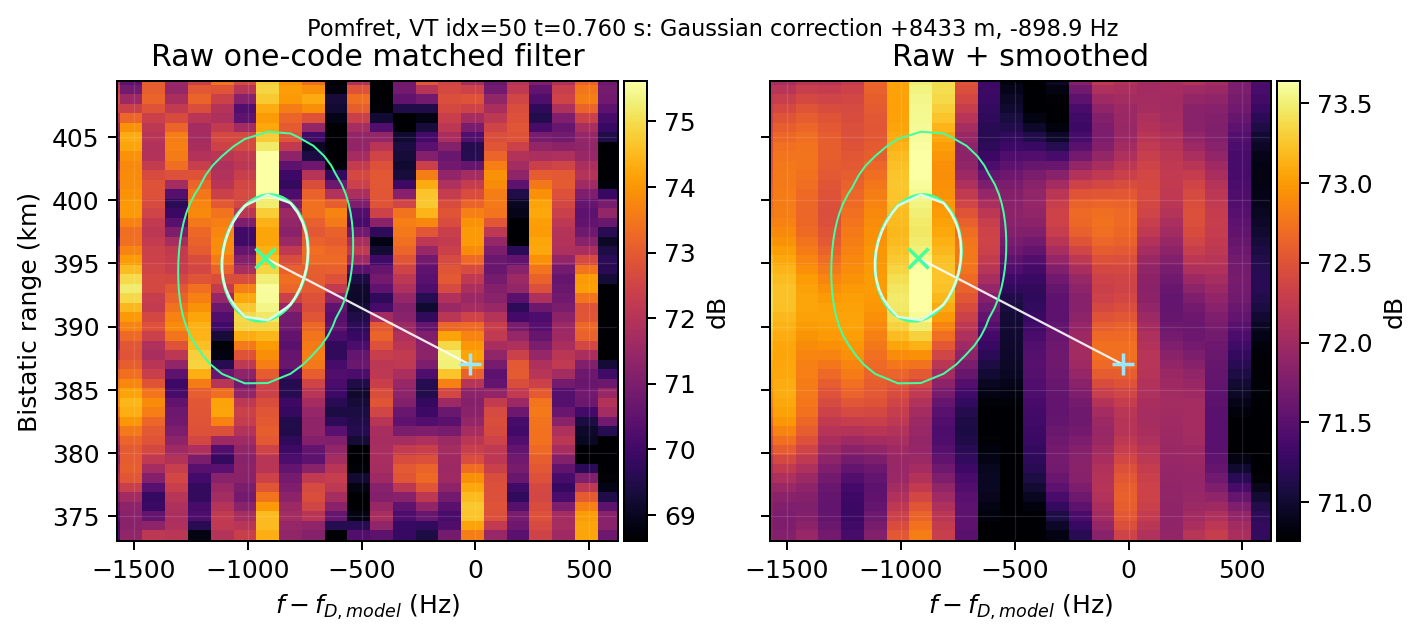 Pomfret, VT idx=50 t=0.760 s: Gaussian correction +8433 m, -898.9 Hz
Raw one-code matched filter
Raw + smoothed
Bistatic range (km)
405
400
395
390
385
380
375
−1500 −1000 −500 0 500
f − f_{D, model} (Hz)
75
74
73
72
71
70
69
dB
−1500 −1000 −500 0 500
f − f_{D, model} (Hz)
73.5
73.0
72.5
72.0
71.5
71.0
dB